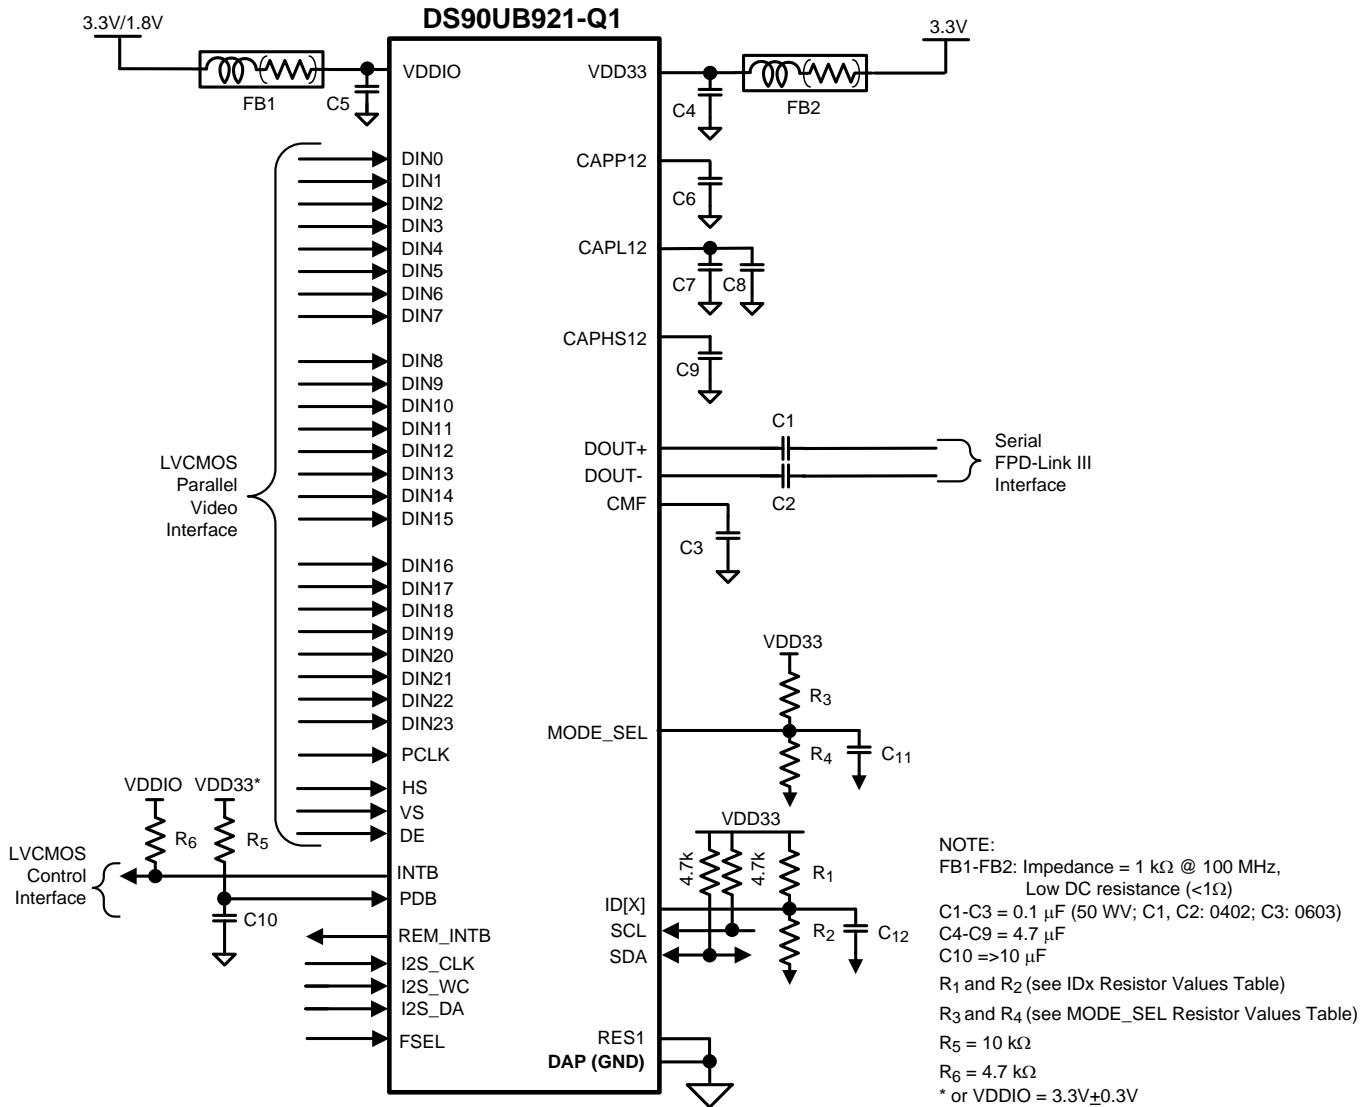 DS90UB921-Q1
3.3V/1.8V
3.3V
FB1
C5
VDDIO
VDD33
C4
FB2
DIN0
DIN1
DIN2
DIN3
DIN4
DIN5
DIN6
DIN7
DIN8
DIN9
DIN10
DIN11
DIN12
DIN13
DIN14
DIN15
DIN16
DIN17
DIN18
DIN19
DIN20
DIN21
DIN22
DIN23
PCLK
HS
VS
DE
LVCMOS
Parallel
Video
Interface
VDDIO
VDD33*
R6
R5
LVCMOS
Control
Interface
INTB
PDB
C10
REM_INTB
I2S_CLK
I2S_WC
I2S_DA
FSEL
CAPP12
C6
CAPL12
C7
C8
CAPHS12
C9
DOUT+
C1
DOUT-
C2
Serial
FPD-Link III
Interface
CMF
C3
VDD33
R3
MODE_SEL
R4
C11
VDD33
4.7k
4.7k
R1
ID[X]
SCL
R2
C12
SDA
RES1
DAP (GND)
NOTE:
FB1-FB2: Impedance = 1 kΩ @ 100 MHz,
Low DC resistance (<1Ω)
C1-C3 = 0.1 μF (50 WV; C1, C2: 0402; C3: 0603)
C4-C9 = 4.7 μF
C10 =>10 μF
R1 and R2 (see IDx Resistor Values Table)
R3 and R4 (see MODE_SEL Resistor Values Table)
R5 = 10 kΩ
R6 = 4.7 kΩ
* or VDDIO = 3.3V±0.3V